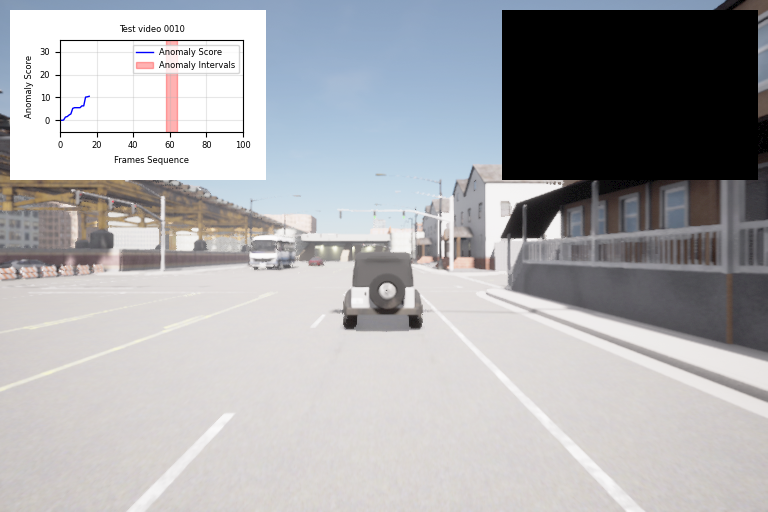 Test video 0010
Anomaly Score
30
20
10
0
Anomaly Score
Anomaly Intervals
0 20 40 60 80 100
Frames Sequence